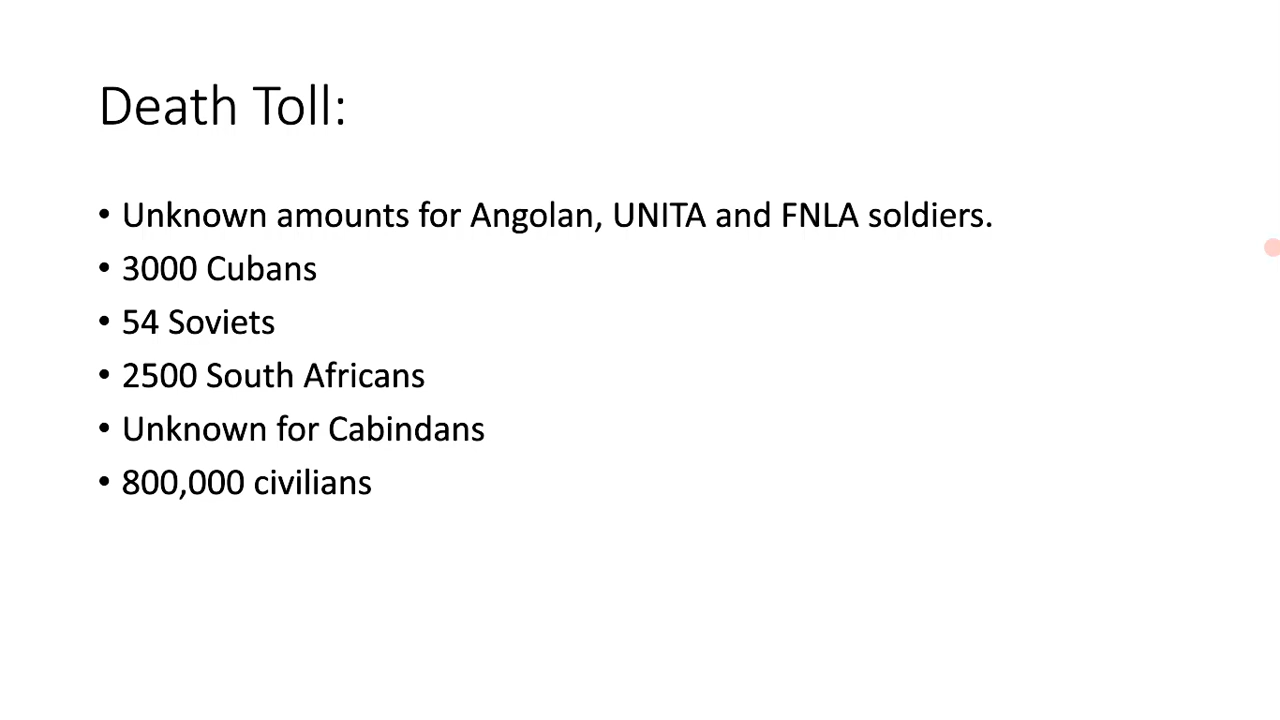 Death Toll:
• Unknown amounts for Angolan, UNITA and FNLA soldiers.
• 3000 Cubans
• 54 Soviets
• 2500 South Africans
• Unknown for Cabindans
• 800,000 civilians